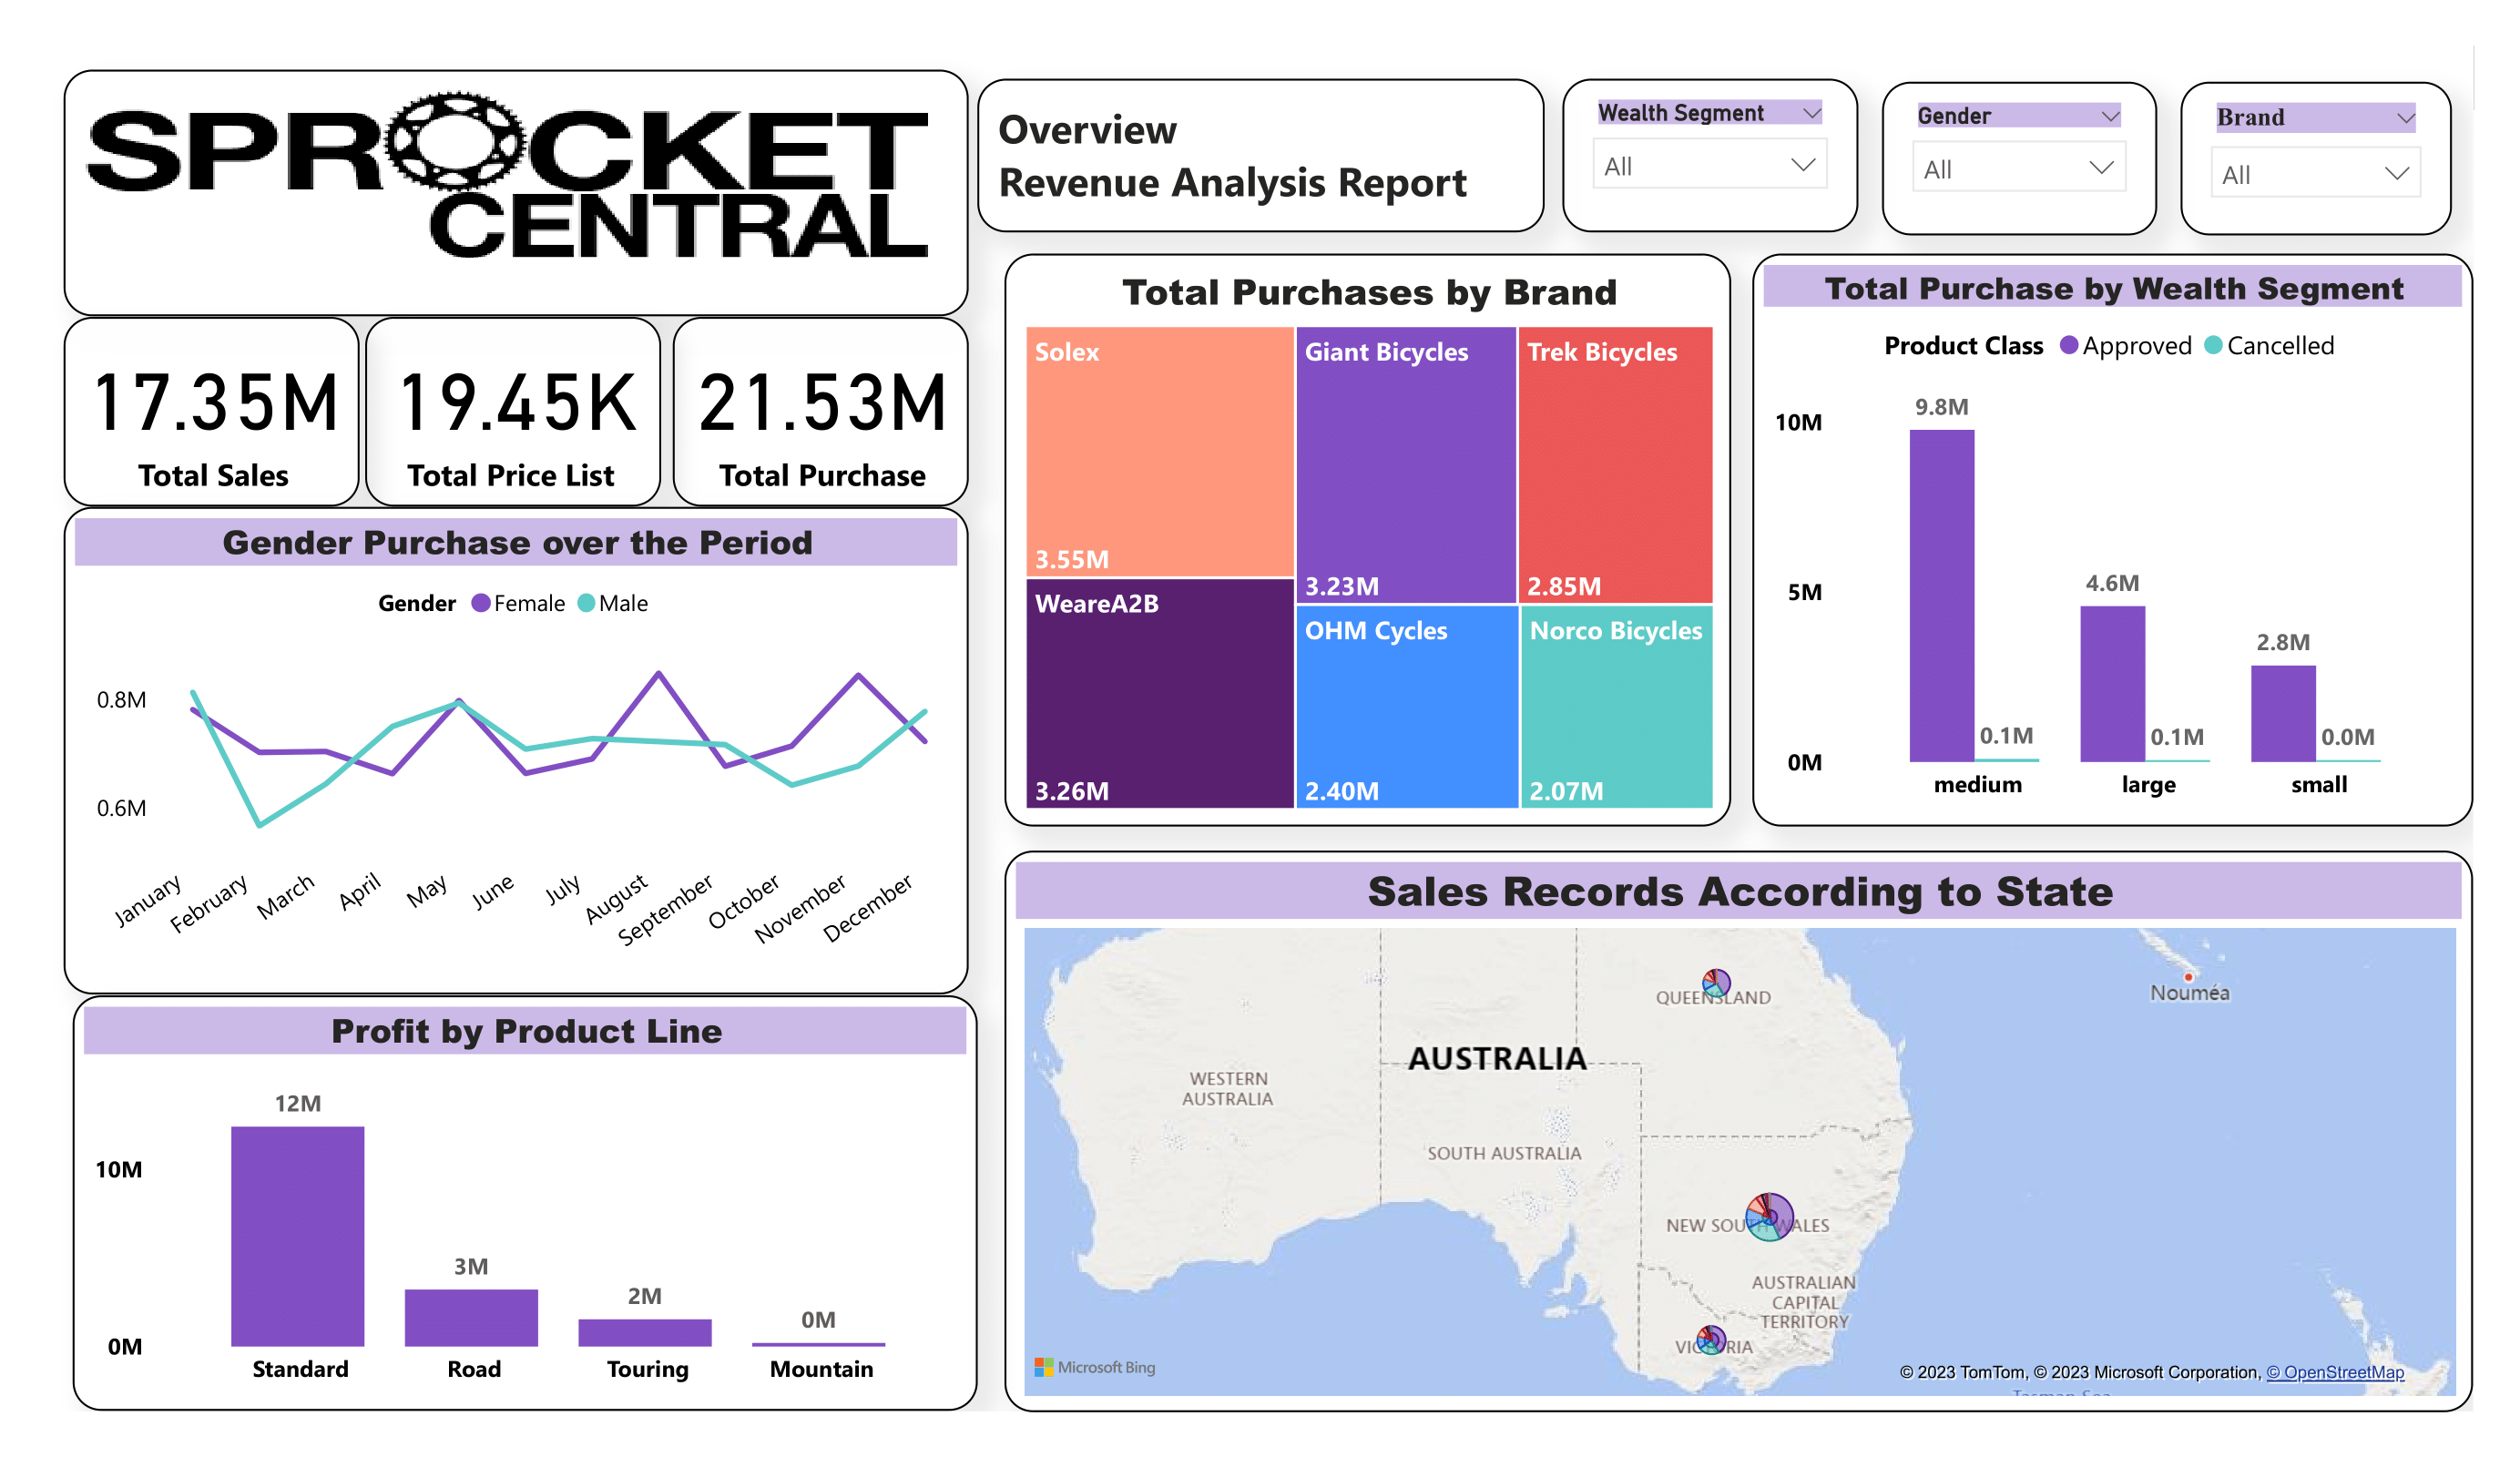 SPROCKET
CENTRAL
Overview
Revenue Analysis Report
Wealth Segment
All
Gender
All
Brand
All
17.35M
Total Sales
19.45K
Total Price List
21.53M
Total Purchase
Gender Purchase over the Period
Gender Female Male
0.8M
0.6M
January
February
March
April
May
June
July
August
September
October
November
December
Profit by Product Line
12M
10M
3M
2M
0M
0M
Standard Road Touring Mountain
Total Purchases by Brand
Solex
3.55M
Giant Bicycles
3.23M
Trek Bicycles
2.85M
WeareA2B
3.26M
OHM Cycles
2.40M
Norco Bicycles
2.07M
Total Purchase by Wealth Segment
Product Class Approved Cancelled
9.8M
10M
4.6M
5M
2.8M
0.1M
0.1M
0.0M
0M
medium large small
Sales Records According to State
QUEENSLAND
Nouméa
AUSTRALIA
WESTERN
AUSTRALIA
SOUTH AUSTRALIA
NEW SOUTH WALES
AUSTRALIAN
CAPITAL
TERRITORY
VICTORIA
Microsoft Bing
© 2023 TomTom, © 2023 Microsoft Corporation, © OpenStreetMap
Tasman Sea